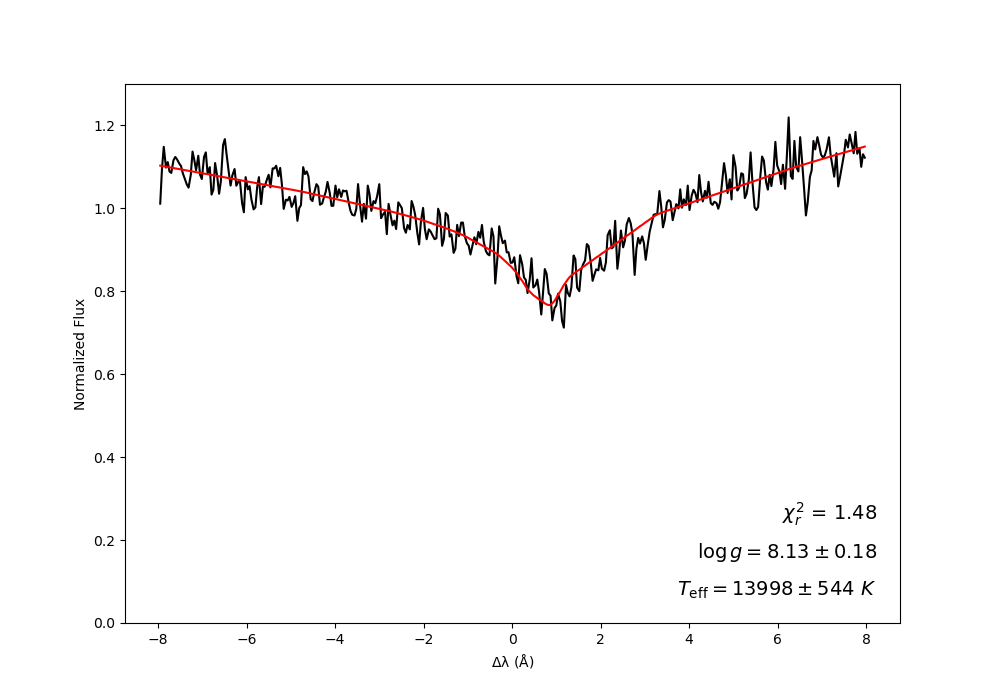 1.2
1.0
0.8
0.6
0.4
0.2
0.0
Normalized Flux
χ²ᵣ = 1.48
log g = 8.13 ± 0.18
T_eff = 13998 ± 544 K
−8 −6 −4 −2 0 2 4 6 8
Δλ (Å)